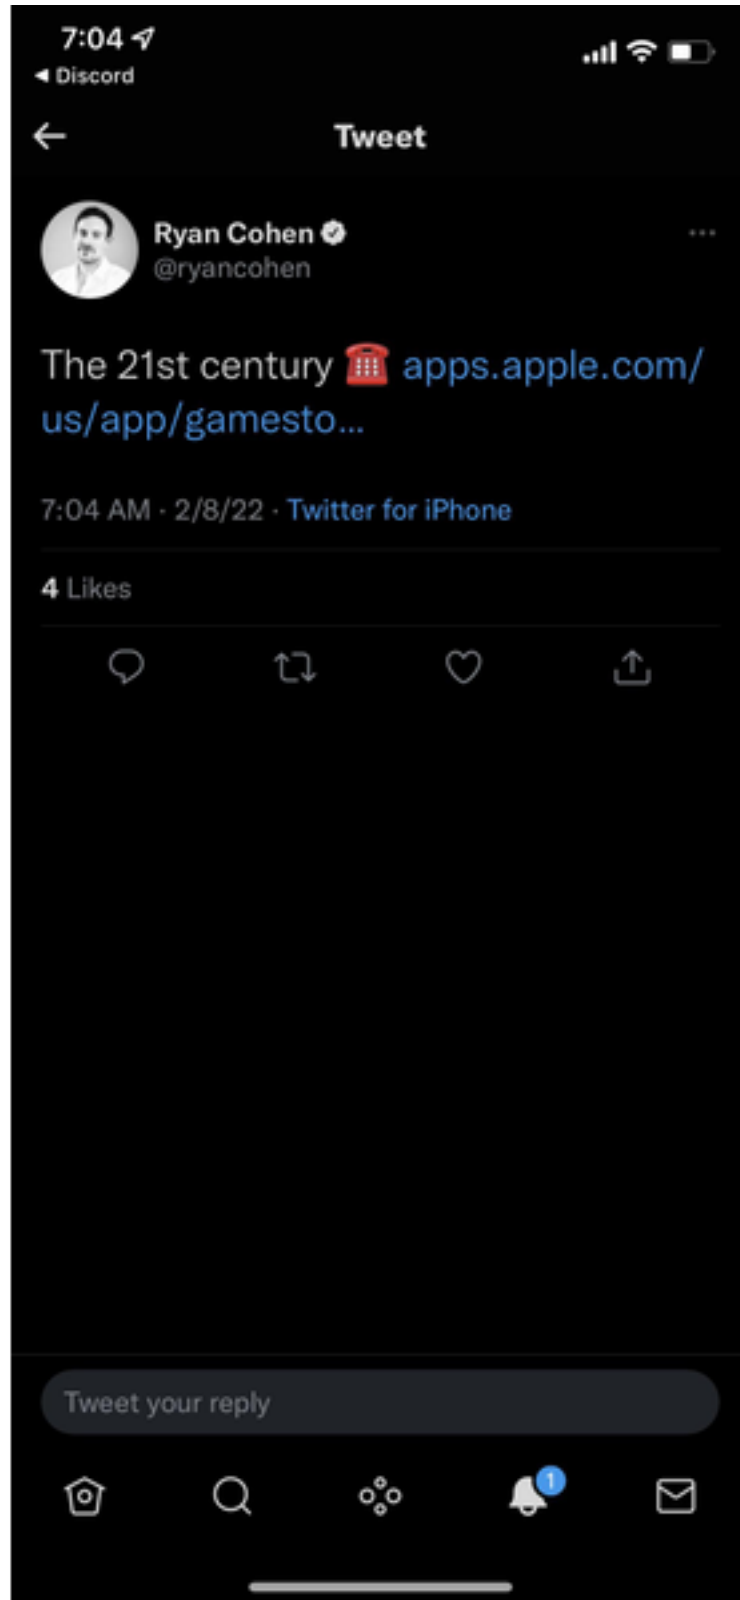 7:04
◀ Discord
Tweet
Ryan Cohen
@ryancohen
The 21st century ☎️ apps.apple.com/
us/app/gamesto...
7:04 AM · 2/8/22 · Twitter for iPhone
4 Likes
Tweet your reply
1